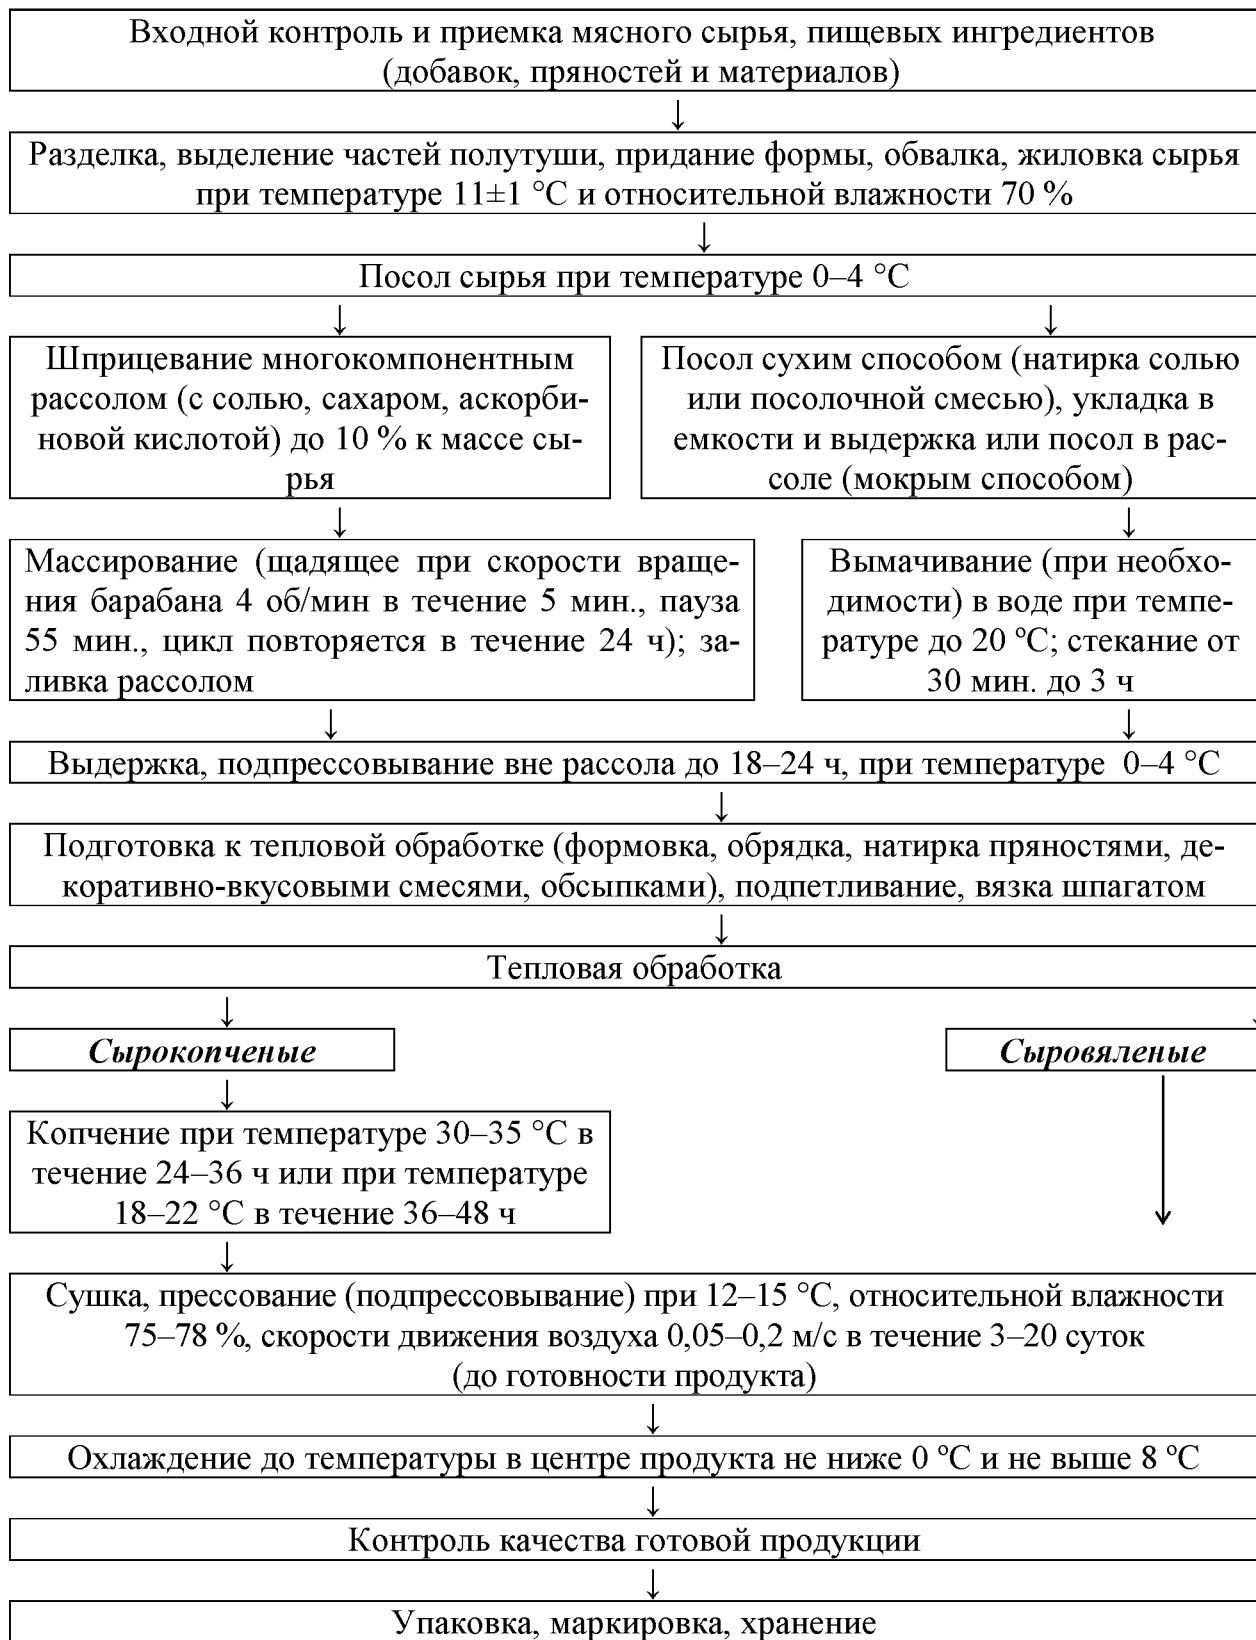 Входной контроль и приемка мясного сырья, пищевых ингредиентов
(добавок, пряностей и материалов)
↓
Разделка, выделение частей полутуши, придание формы, обвалка, жиловка сырья
при температуре 11±1 °С и относительной влажности 70 %
↓
Посол сырья при температуре 0–4 °С
↓ ↓
Шприцевание многокомпонентным
рассолом (с солью, сахаром, аскорби-
новой кислотой) до 10 % к массе сы-
рья
Посол сухим способом (натирка солью
или посолочной смесью), укладка в
емкости и выдержка или посол в рас-
соле (мокрым способом)
↓ ↓
Массирование (щадящее при скорости враще-
ния барабана 4 об/мин в течение 5 мин., пауза
55 мин., цикл повторяется в течение 24 ч); за-
ливка рассолом
Вымачивание (при необхо-
димости) в воде при темпе-
ратуре до 20 °С; стекание от
30 мин. до 3 ч
↓ ↓
Выдержка, подпрессовывание вне рассола до 18–24 ч, при температуре 0–4 °С
↓
Подготовка к тепловой обработке (формовка, обрядка, натирка пряностями, де-
коративно-вкусовыми смесями, обсыпками), подпетливание, вязка шпагатом
↓
Тепловая обработка
↓ ↓
Сырокопченые
Сыровяленые
↓
Копчение при температуре 30–35 °С в
течение 24–36 ч или при температуре
18–22 °С в течение 36–48 ч
↓
Сушка, прессование (подпрессовывание) при 12–15 °С, относительной влажности
75–78 %, скорости движения воздуха 0,05–0,2 м/с в течение 3–20 суток
(до готовности продукта)
↓
Охлаждение до температуры в центре продукта не ниже 0 °С и не выше 8 °С
↓
Контроль качества готовой продукции
↓
Упаковка, маркировка, хранение